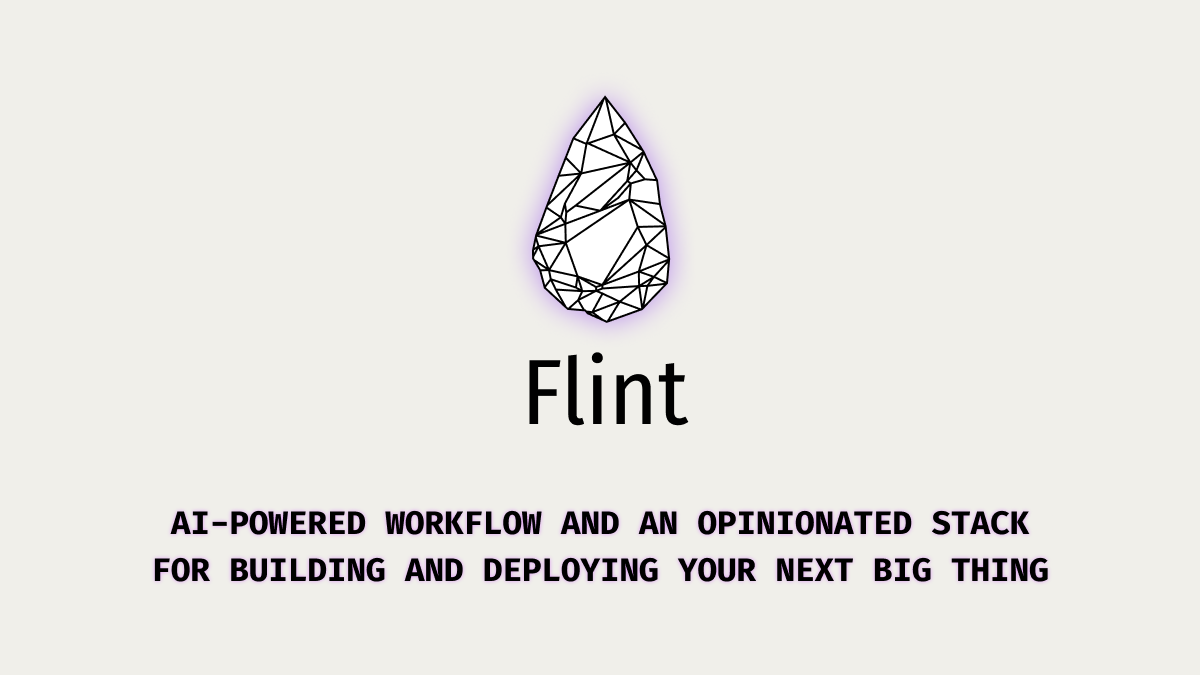 Flint
AI-POWERED WORKFLOW AND AN OPINIONATED STACK
FOR BUILDING AND DEPLOYING YOUR NEXT BIG THING